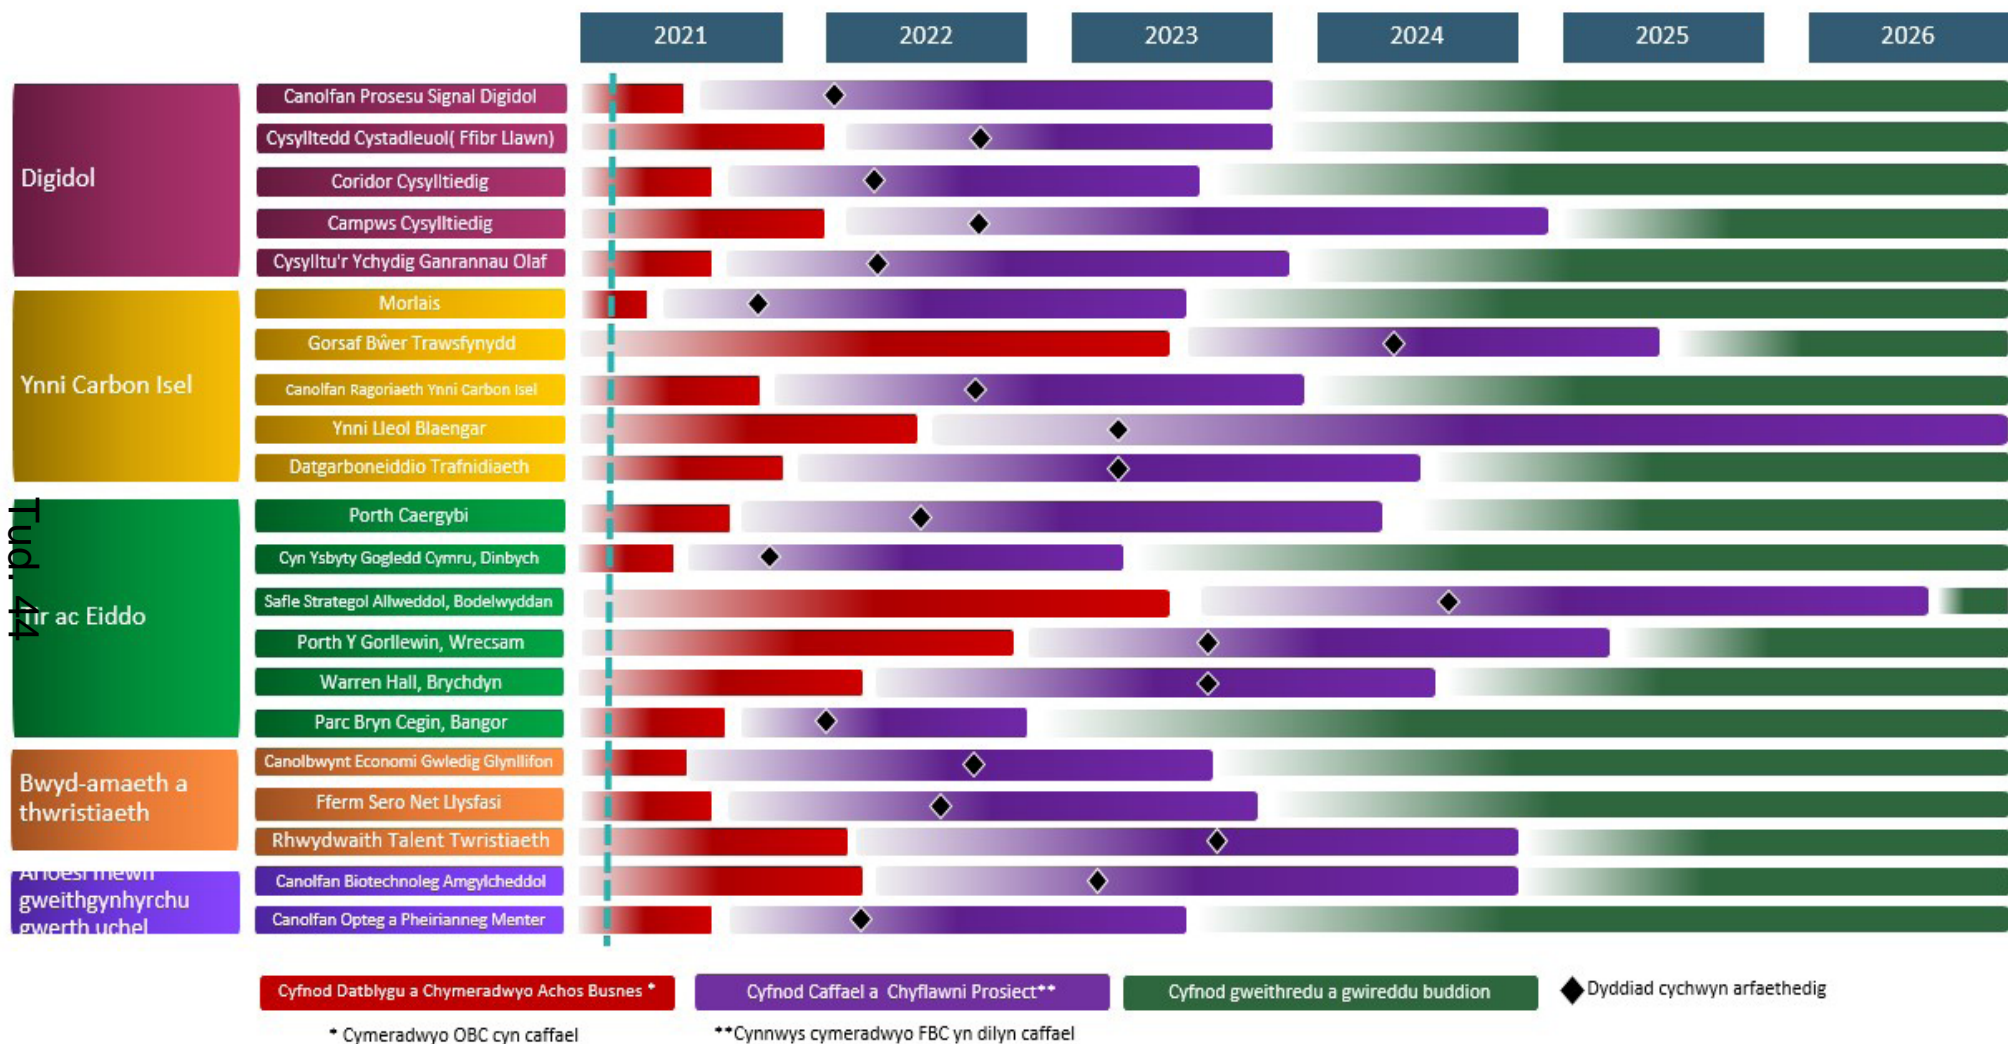 2021 2022 2023 2024 2025 2026
Digidol
Canolfan Prosesu Signal Digidol
Cysylltedd Cystadleuol( Ffibr Llawn)
Coridor Cysylltiedig
Campws Cysylltiedig
Cysylltu'r Ychydig Ganrannau Olaf
Ynni Carbon Isel
Morlais
Gorsaf Bŵer Trawsfynydd
Canolfan Ragoriaeth Ynni Carbon Isel
Ynni Lleol Blaengar
Datgarboneiddio Trafnidiaeth
Tud. 44
ac Eiddo
Porth Caergybi
Cyn Ysbyty Gogledd Cymru, Dinbych
Safle Strategol Allweddol, Bodelwyddan
Porth Y Gorllewin, Wrecsam
Warren Hall, Brychdyn
Parc Bryn Cegin, Bangor
Bwyd-amaeth a
thwristiaeth
Canolbwynt Economi Gwledig Glynllifon
Fferm Sero Net Llysfasi
Rhwydwaith Talent Twristiaeth
mewn
gweithgynhyrchu
gwerth uchel
Canolfan Biotechnoleg Amgylcheddol
Canolfan Opteg a Pheirianneg Menter
Cyfnod Datblygu a Chymeradwyo Achos Busnes *
Cyfnod Caffael a Chyflawni Prosiect**
Cyfnod gweithredu a gwireddu buddion
Dyddiad cychwyn arfaethedig
* Cymeradwyo OBC cyn caffael
**Cynnwys cymeradwyo FBC yn dilyn caffael